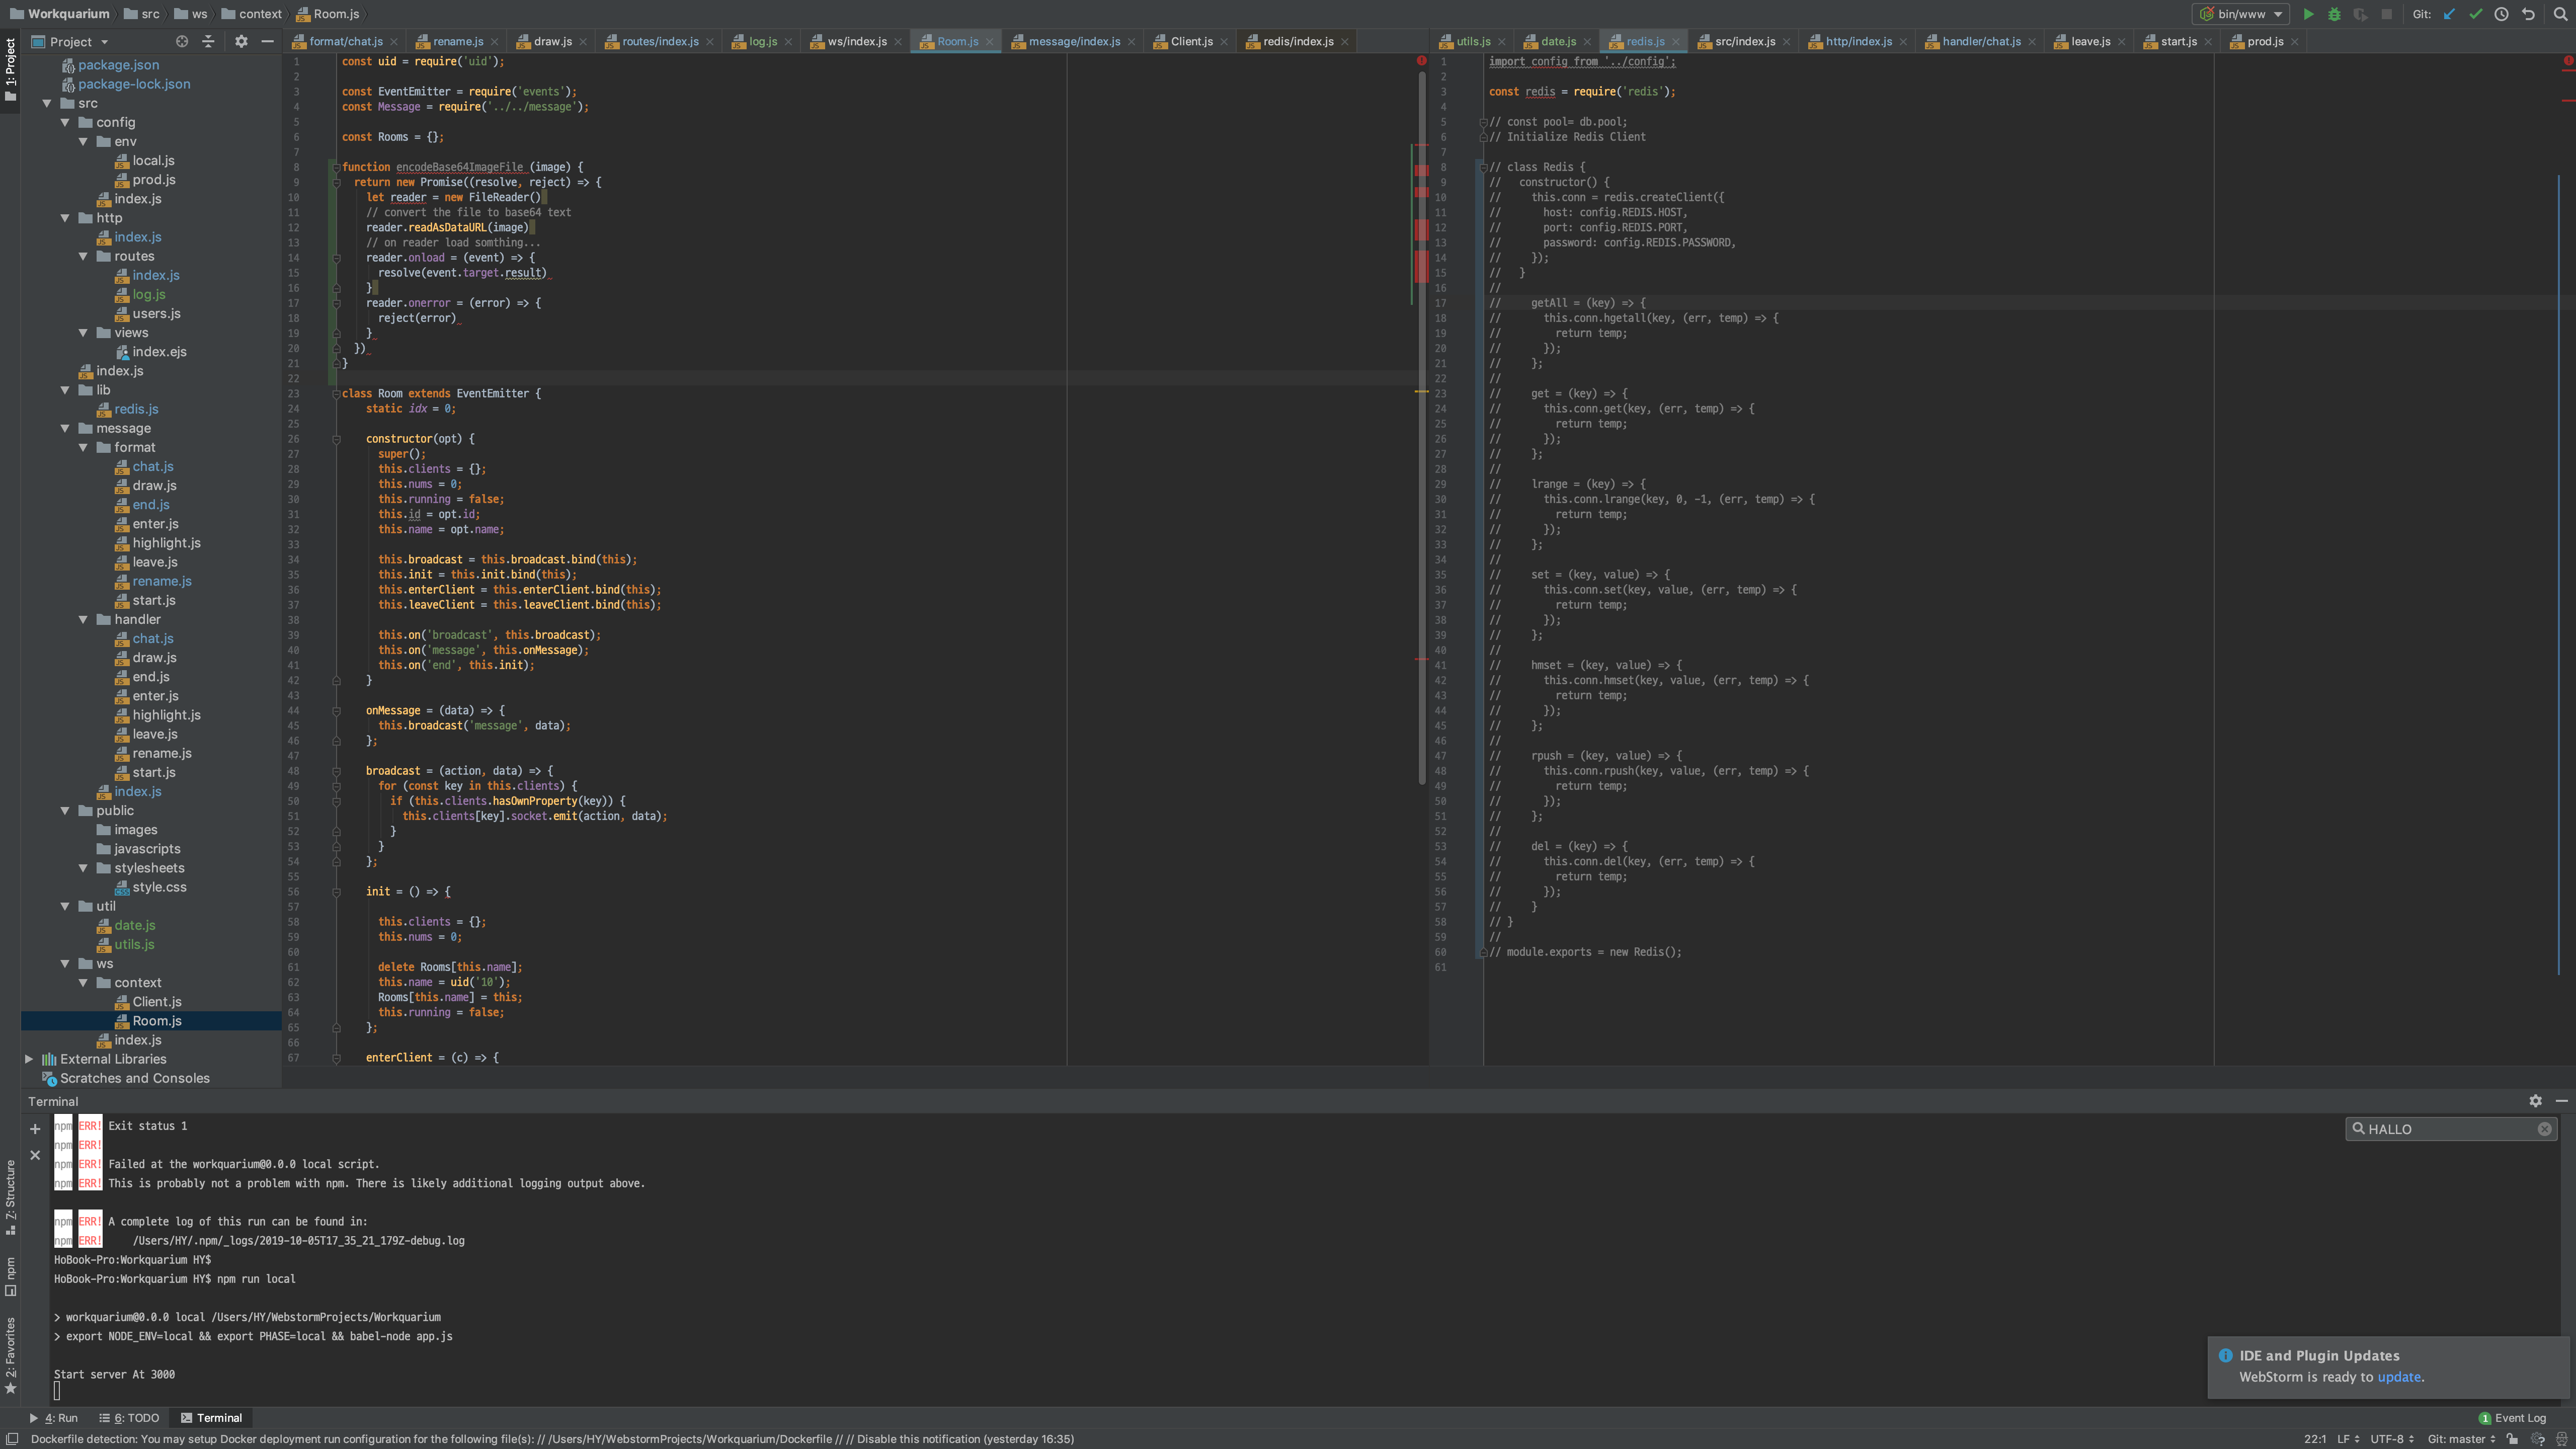 Workquarium src ws context Room.js
bin/www Git:
1: Project
Project
format/chat.js rename.js draw.js routes/index.js log.js ws/index.js Room.js message/index.js Client.js redis/index.js
utils.js date.js redis.js src/index.js http/index.js handler/chat.js leave.js start.js prod.js
package.json
package-lock.json
src
config
env
local.js
prod.js
index.js
http
index.js
routes
index.js
log.js
users.js
views
index.ejs
index.js
lib
redis.js
message
format
chat.js
draw.js
end.js
enter.js
highlight.js
leave.js
rename.js
start.js
handler
chat.js
draw.js
end.js
enter.js
highlight.js
leave.js
rename.js
start.js
index.js
public
images
javascripts
stylesheets
style.css
util
date.js
utils.js
ws
context
Client.js
Room.js
index.js
External Libraries
Scratches and Consoles
1 const uid = require('uid');
2
3 const EventEmitter = require('events');
4 const Message = require('../../message');
5
6 const Rooms = {};
7
8 function encodeBase64ImageFile (image) {
9 return new Promise((resolve, reject) => {
10 let reader = new FileReader()
11 // convert the file to base64 text
12 reader.readAsDataURL(image)
13 // on reader load somthing...
14 reader.onload = (event) => {
15 resolve(event.target.result)
16 }
17 reader.onerror = (error) => {
18 reject(error)
19 }
20 })
21 }
22
23 class Room extends EventEmitter {
24 static idx = 0;
25
26 constructor(opt) {
27 super();
28 this.clients = {};
29 this.nums = 0;
30 this.running = false;
31 this.id = opt.id;
32 this.name = opt.name;
33
34 this.broadcast = this.broadcast.bind(this);
35 this.init = this.init.bind(this);
36 this.enterClient = this.enterClient.bind(this);
37 this.leaveClient = this.leaveClient.bind(this);
38
39 this.on('broadcast', this.broadcast);
40 this.on('message', this.onMessage);
41 this.on('end', this.init);
42 }
43
44 onMessage = (data) => {
45 this.broadcast('message', data);
46 };
47
48 broadcast = (action, data) => {
49 for (const key in this.clients) {
50 if (this.clients.hasOwnProperty(key)) {
51 this.clients[key].socket.emit(action, data);
52 }
53 }
54 };
55
56 init = () => {
57
58 this.clients = {};
59 this.nums = 0;
60
61 delete Rooms[this.name];
62 this.name = uid('10');
63 Rooms[this.name] = this;
64 this.running = false;
65 };
66
67 enterClient = (c) => {
1 import config from '../config';
2
3 const redis = require('redis');
4
5 // const pool= db.pool;
6 // Initialize Redis Client
7
8 // class Redis {
9 // constructor() {
10 // this.conn = redis.createClient({
11 // host: config.REDIS.HOST,
12 // port: config.REDIS.PORT,
13 // password: config.REDIS.PASSWORD,
14 // });
15 // }
16 //
17 // getAll = (key) => {
18 // this.conn.hgetall(key, (err, temp) => {
19 // return temp;
20 // });
21 // };
22 //
23 // get = (key) => {
24 // this.conn.get(key, (err, temp) => {
25 // return temp;
26 // });
27 // };
28 //
29 // lrange = (key) => {
30 // this.conn.lrange(key, 0, -1, (err, temp) => {
31 // return temp;
32 // });
33 // };
34 //
35 // set = (key, value) => {
36 // this.conn.set(key, value, (err, temp) => {
37 // return temp;
38 // });
39 // };
40 //
41 // hmset = (key, value) => {
42 // this.conn.hmset(key, value, (err, temp) => {
43 // return temp;
44 // });
45 // };
46 //
47 // rpush = (key, value) => {
48 // this.conn.rpush(key, value, (err, temp) => {
49 // return temp;
50 // });
51 // };
52 //
53 // del = (key) => {
54 // this.conn.del(key, (err, temp) => {
55 // return temp;
56 // });
57 // }
58 // }
59 //
60 // module.exports = new Redis();
61
Terminal
npm ERR! Exit status 1
npm ERR!
npm ERR! Failed at the workquarium@0.0.0 local script.
npm ERR! This is probably not a problem with npm. There is likely additional logging output above.
npm ERR! A complete log of this run can be found in:
npm ERR! /Users/HY/.npm/_logs/2019-10-05T17_35_21_179Z-debug.log
HoBook-Pro:Workquarium HY$
HoBook-Pro:Workquarium HY$ npm run local
> workquarium@0.0.0 local /Users/HY/WebstormProjects/Workquarium
> export NODE_ENV=local && export PHASE=local && babel-node app.js
Start server At 3000
HALLO
IDE and Plugin Updates
WebStorm is ready to update.
Z: Structure
npm
2: Favorites
4: Run 6: TODO Terminal 1 Event Log
Dockerfile detection: You may setup Docker deployment run configuration for the following file(s): // /Users/HY/WebstormProjects/Workquarium/Dockerfile // // Disable this notification (yesterday 16:35)
22:1 LF UTF-8 Git: master